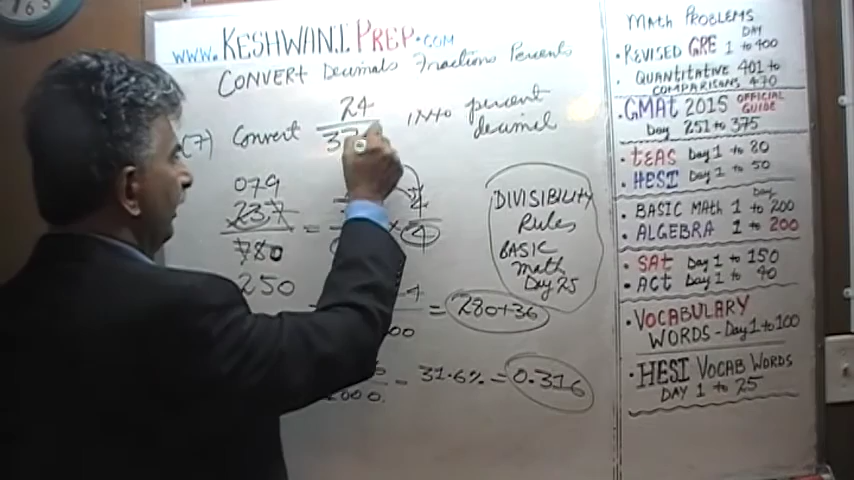 www.KESHWANI PREP.COM
CONVERT Decimals Fractions Percents
(7) Convert 24 into percent
decimal
079
237
780
250
=
× 4
4
= 280+36
31.6% = 0.316
DIVISIBILITY
Rules
BASIC
math
Day 25
MATH PROBLEMS
• REVISED GRE DAY 1 to 400
• QUANTITATIVE 401 to
COMPARISONS 470
• GMAT 2015 OFFICIAL GUIDE
Day 251 to 375
• TEAS Day 1 to 80
• HESI Day 1 to 50
• BASIC MATH Day 1 to 200
• ALGEBRA 1 to 200
• SAT Day 1 to 150
• ACT Day 1 to 40
• VOCABULARY
WORDS - Day 1 to 100
• HESI VOCAB WORDS
DAY 1 to 25